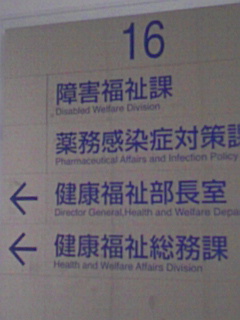 16
障害福祉課
Disabled Welfare Division
薬務感染症対策課
Pharmaceutical Affairs and Infection Policy
← 健康福祉部長室
Director General,Health and Welfare Depa
← 健康福祉総務課
Health and Welfare Affairs Division